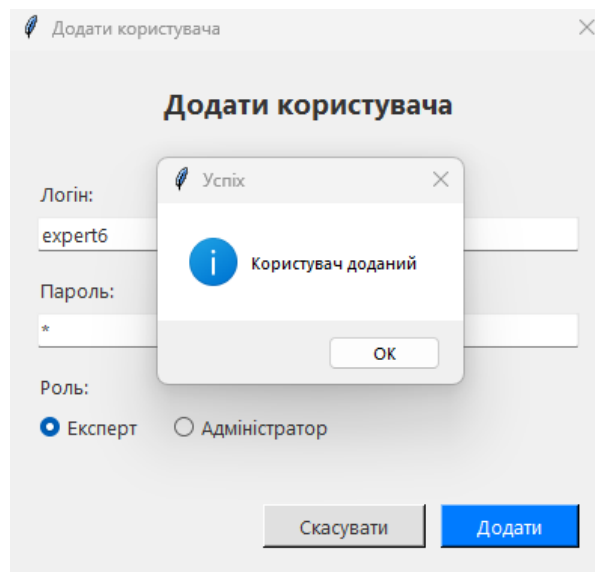 Додати користувача
Додати користувача
Успіх
Логін:
expert6
Користувач доданий
Пароль:
*
OK
Роль:
Експерт Адміністратор
Скасувати Додати